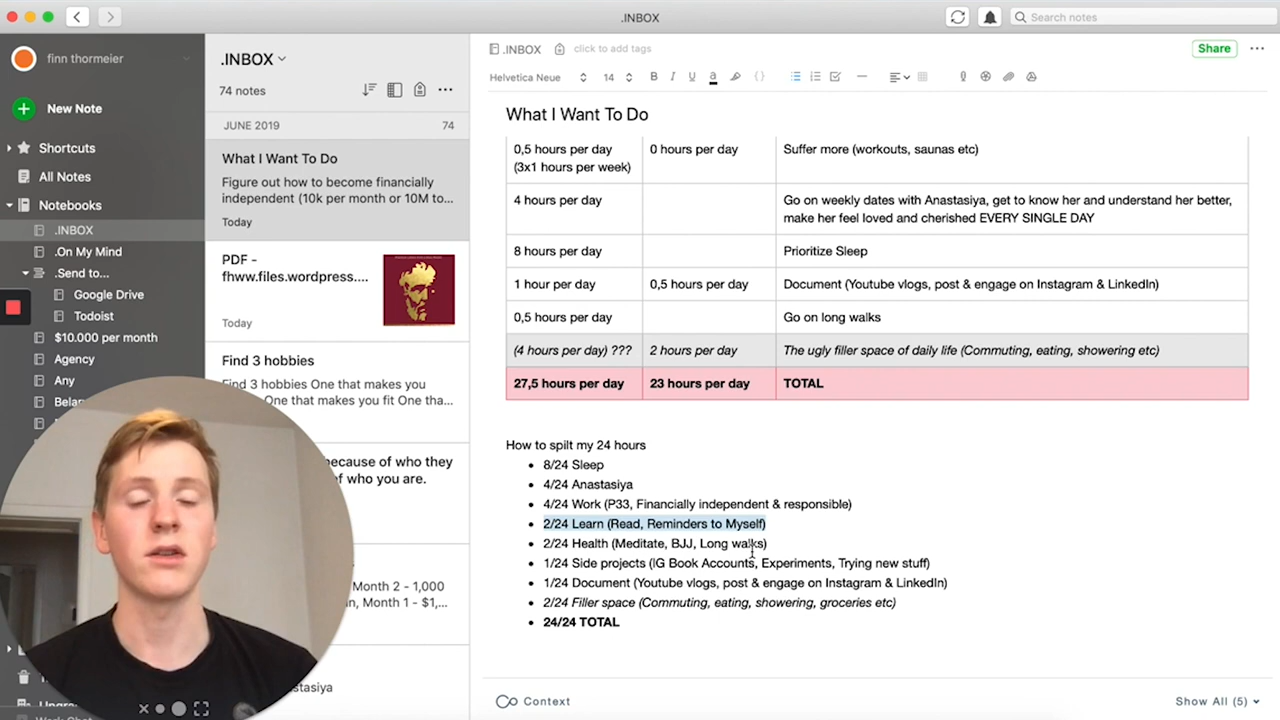 .INBOX
Search notes
finn thormeier
New Note
Shortcuts
All Notes
Notebooks
.INBOX
.On My Mind
.Send to...
Google Drive
Todoist
$10.000 per month
Agency
Any
.INBOX
74 notes
JUNE 2019
74
What I Want To Do
Figure out how to become financially
independent (10k per month or 10M to...
Today
PDF -
fhww.files.wordpress....
Today
Find 3 hobbies
Find 3 hobbies One that makes you
One that makes you fit One tha...
because of who they
of who you are.
Month 2 - 1,000
Month 1 - $1,...
.INBOX
click to add tags
Share
Helvetica Neue
14
B
I
U
a
What I Want To Do
0,5 hours per day
(3x1 hours per week)
0 hours per day
Suffer more (workouts, saunas etc)
4 hours per day
Go on weekly dates with Anastasiya, get to know her and understand her better,
make her feel loved and cherished EVERY SINGLE DAY
8 hours per day
Prioritize Sleep
1 hour per day
0,5 hours per day
Document (Youtube vlogs, post & engage on Instagram & LinkedIn)
0,5 hours per day
Go on long walks
(4 hours per day) ???
2 hours per day
The ugly filler space of daily life (Commuting, eating, showering etc)
27,5 hours per day
23 hours per day
TOTAL
How to spilt my 24 hours
8/24 Sleep
4/24 Anastasiya
4/24 Work (P33, Financially independent & responsible)
2/24 Learn (Read, Reminders to Myself)
2/24 Health (Meditate, BJJ, Long walks)
1/24 Side projects (IG Book Accounts, Experiments, Trying new stuff)
1/24 Document (Youtube vlogs, post & engage on Instagram & LinkedIn)
2/24 Filler space (Commuting, eating, showering, groceries etc)
24/24 TOTAL
Context
Show All (5)